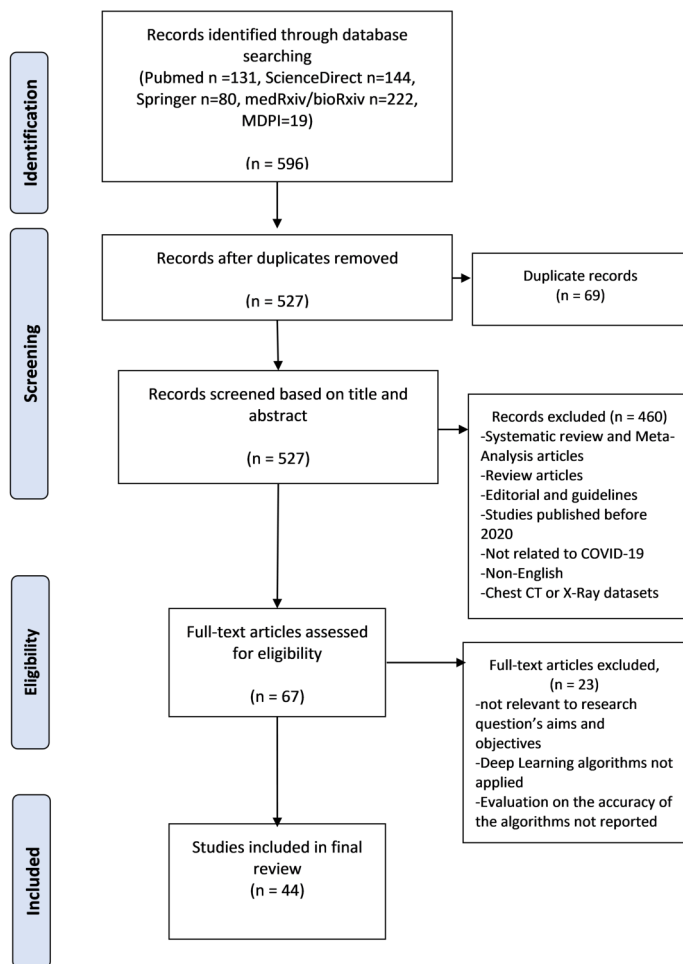 Identification
Records identified through database
searching
(Pubmed n =131, ScienceDirect n=144,
Springer n=80, medRxiv/bioRxiv n=222,
MDPI=19)
(n = 596)
Screening
Records after duplicates removed
(n = 527)
Duplicate records
(n = 69)
Records screened based on title and
abstract
(n = 527)
Records excluded (n = 460)
-Systematic review and Meta-
Analysis articles
-Review articles
-Editorial and guidelines
-Studies published before
2020
-Not related to COVID-19
-Non-English
-Chest CT or X-Ray datasets
Eligibility
Full-text articles assessed
for eligibility
(n = 67)
Full-text articles excluded,
(n = 23)
-not relevant to research
question’s aims and
objectives
-Deep Learning algorithms not
applied
-Evaluation on the accuracy of
the algorithms not reported
Included
Studies included in final
review
(n = 44)